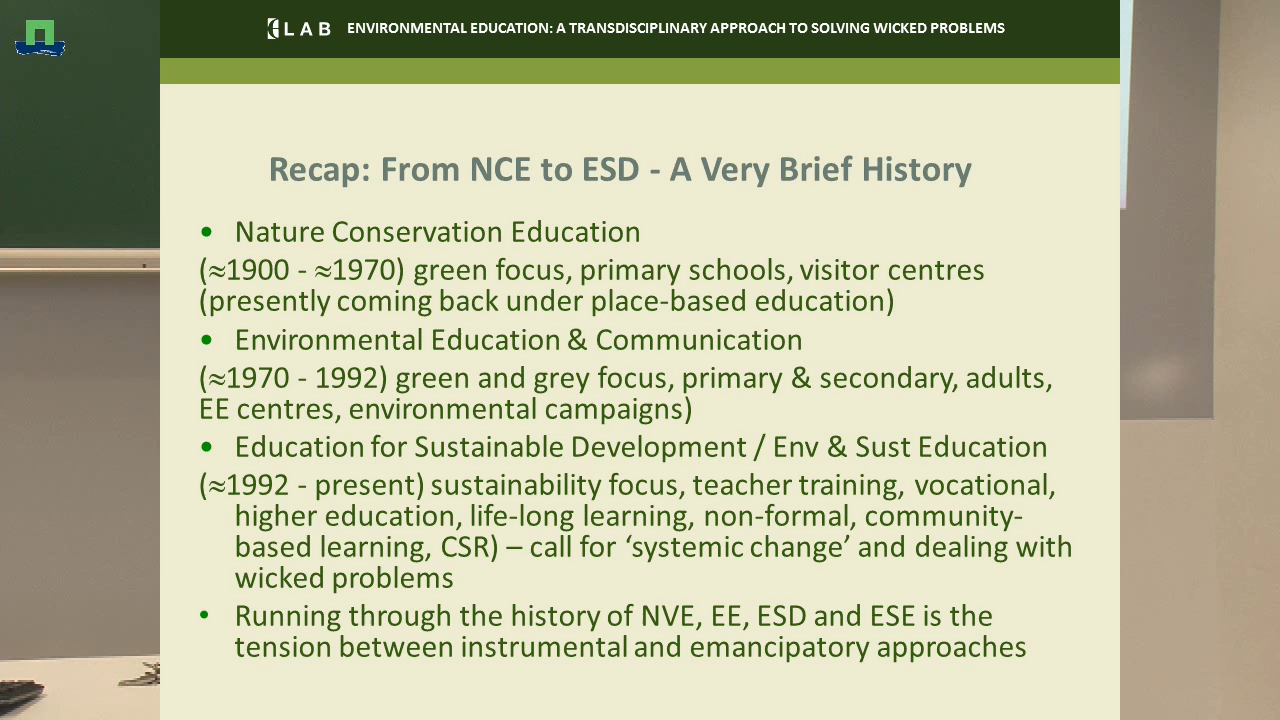 LAB ENVIRONMENTAL EDUCATION: A TRANSDISCIPLINARY APPROACH TO SOLVING WICKED PROBLEMS
Recap: From NCE to ESD - A Very Brief History
• Nature Conservation Education
(≈1900 - ≈1970) green focus, primary schools, visitor centres
(presently coming back under place-based education)
• Environmental Education & Communication
(≈1970 - 1992) green and grey focus, primary & secondary, adults,
EE centres, environmental campaigns)
• Education for Sustainable Development / Env & Sust Education
(≈1992 - present) sustainability focus, teacher training, vocational,
higher education, life-long learning, non-formal, community-
based learning, CSR) – call for ‘systemic change’ and dealing with
wicked problems
• Running through the history of NVE, EE, ESD and ESE is the
tension between instrumental and emancipatory approaches